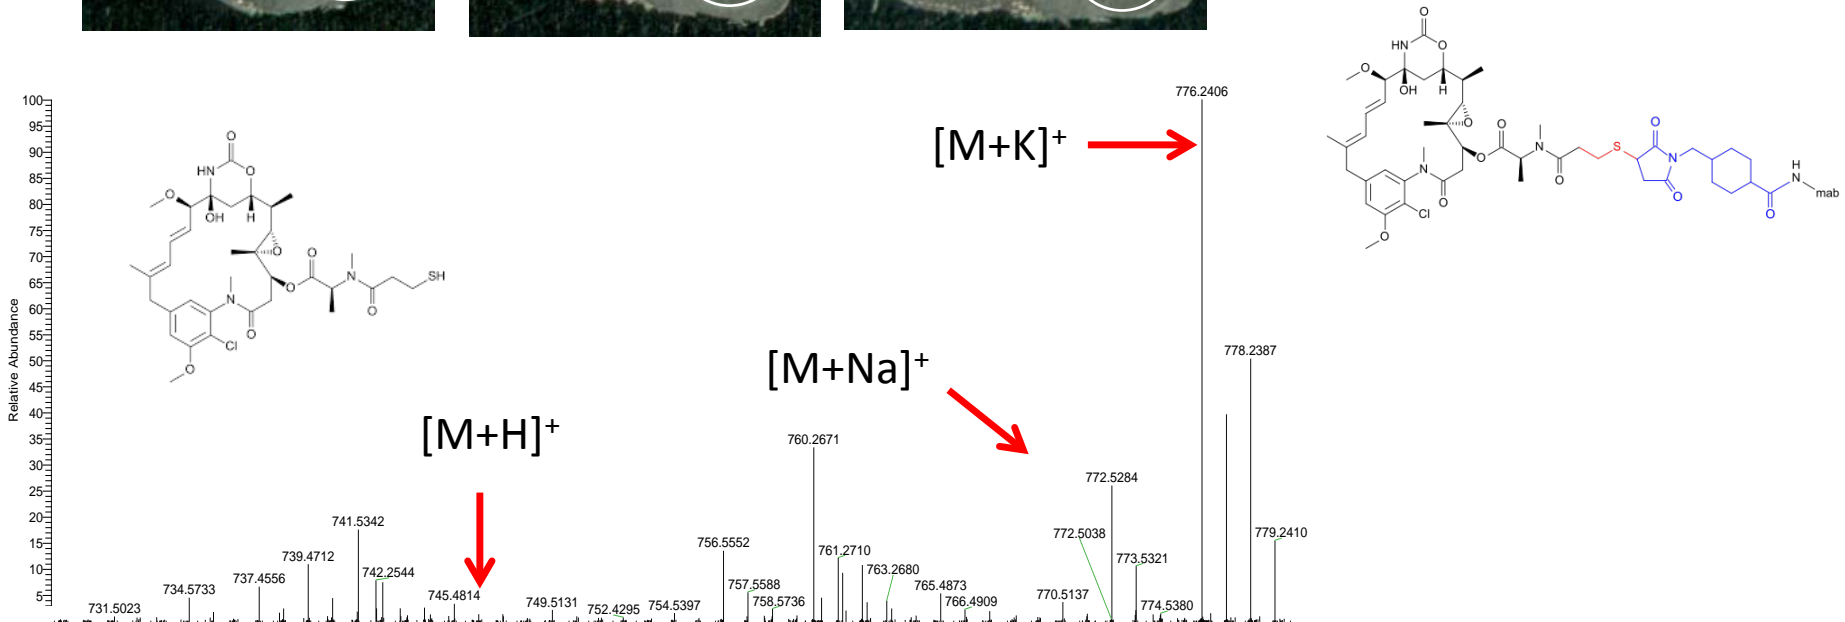 776.2406
[M+K]+
100
95
90
85
80
75
70
65
60
55
50
45
40
35
30
25
20
15
10
5
Relative Abundance
O
HN
O
O
OH
H
O
O
O
N
SH
O
N
O
Cl
O
O
HN
O
O
OH
H
O
O
O
N
O
S
O
N
O
O
H
N
mab
N
O
Cl
O
[M+Na]+
778.2387
[M+H]+
760.2671
772.5284
741.5342
772.5038
779.2410
756.5552
739.4712
761.2710
773.5321
742.2544
763.2680
737.4556
757.5588
734.5733
765.4873
745.4814
758.5736
766.4909
770.5137
731.5023
749.5131
752.4295
754.5397
774.5380